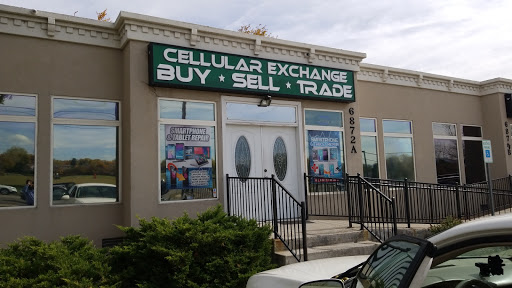 CELLULAR EXCHANGE
BUY ★ SELL ★ TRADE
6872A
SMARTPHONE
& TABLET REPAIR